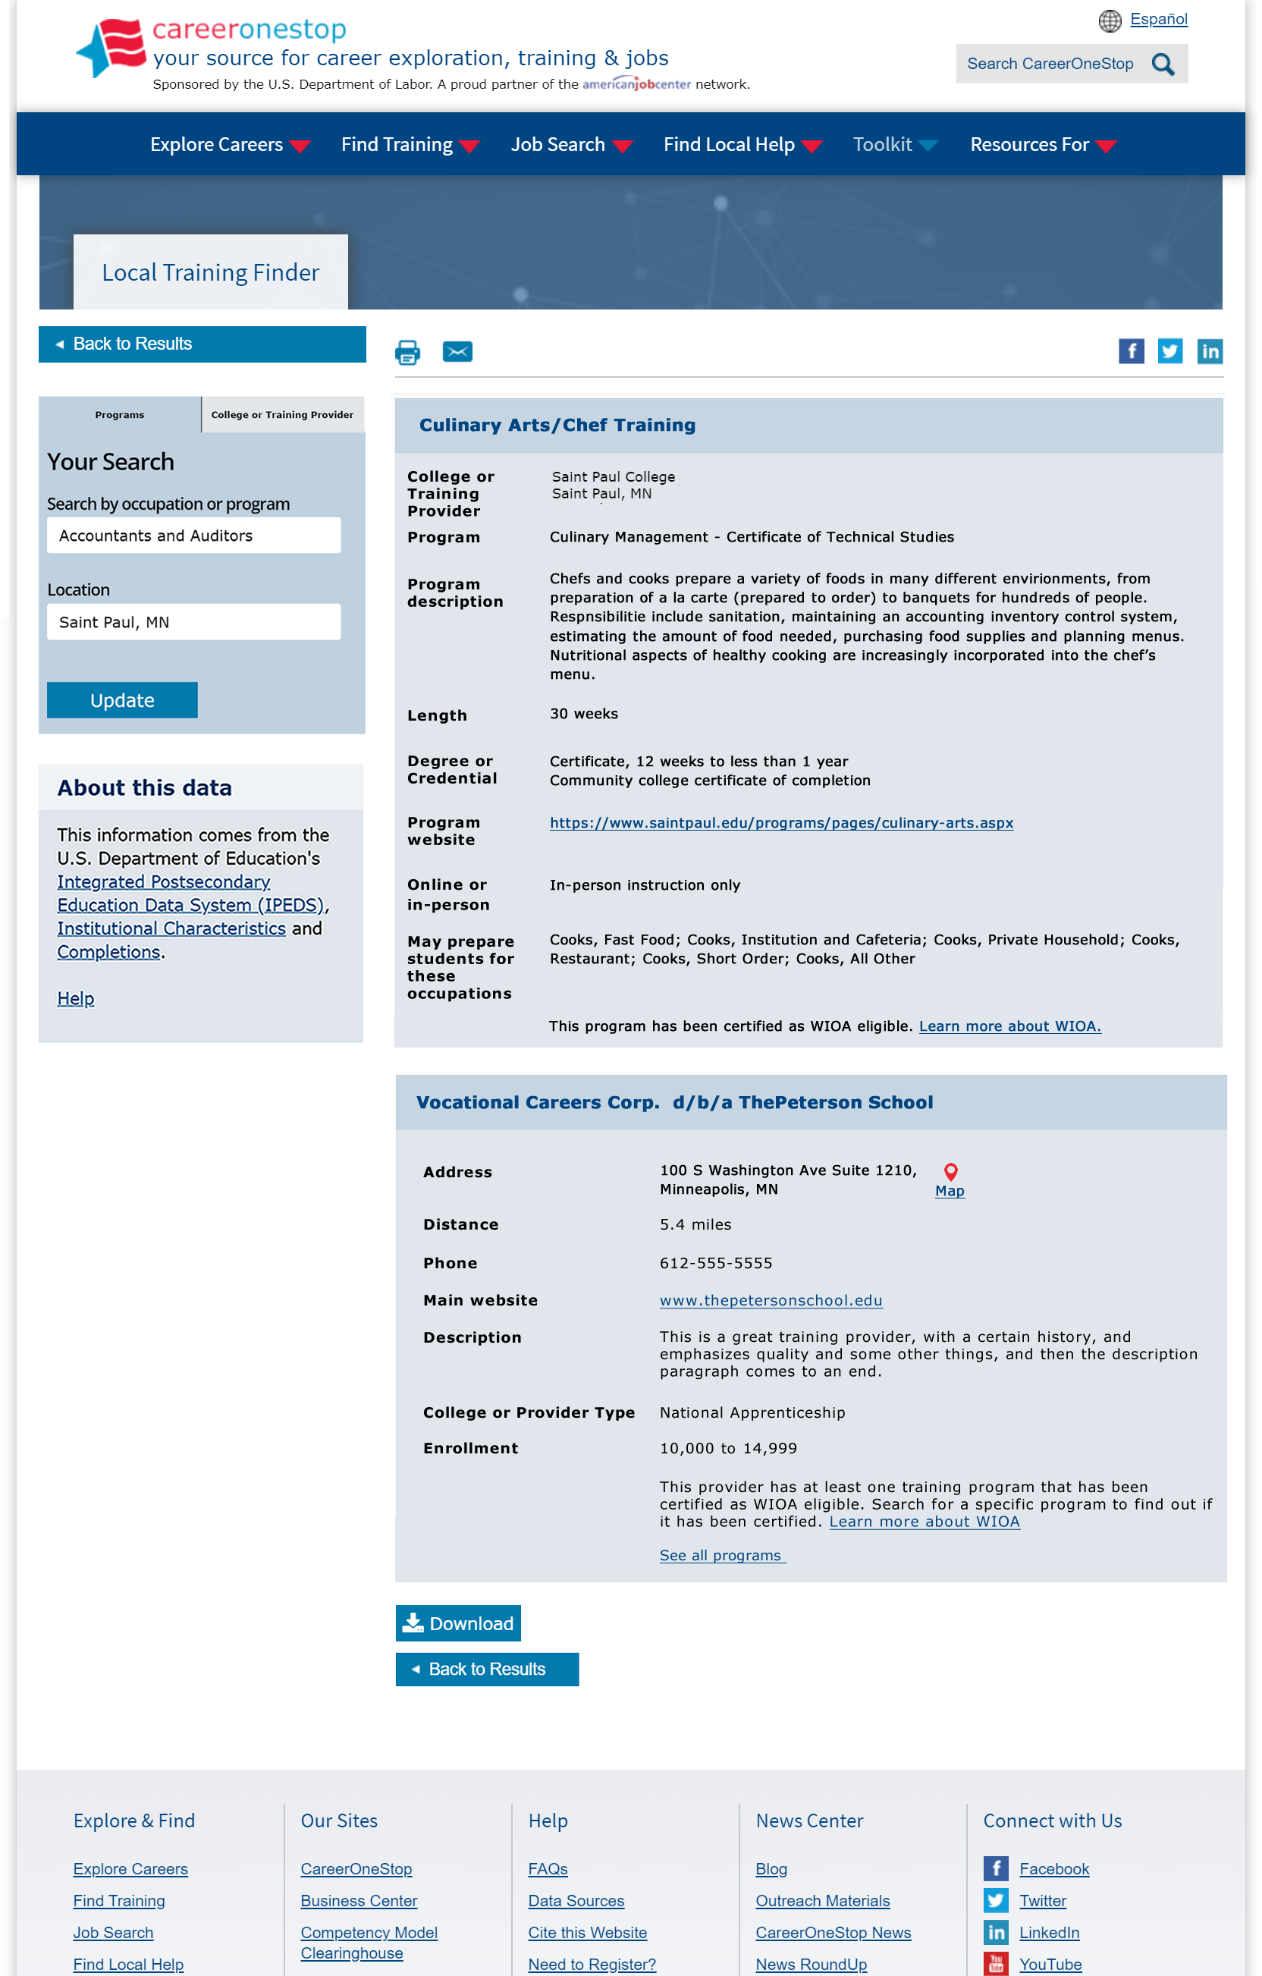 careeronestop
your source for career exploration, training & jobs
Sponsored by the U.S. Department of Labor. A proud partner of the americanjobcenter network.
Español
Search CareerOneStop
Explore Careers
Find Training
Job Search
Find Local Help
Toolkit
Resources For
Local Training Finder
Back to Results
Programs
College or Training Provider
Your Search
Search by occupation or program
Accountants and Auditors
Location
Saint Paul, MN
Update
About this data
This information comes from the
U.S. Department of Education's
Integrated Postsecondary
Education Data System (IPEDS),
Institutional Characteristics and
Completions.
Help
Culinary Arts/Chef Training
College or
Training
Provider
Saint Paul College
Saint Paul, MN
Program
Culinary Management - Certificate of Technical Studies
Program
description
Chefs and cooks prepare a variety of foods in many different envirionments, from
preparation of a la carte (prepared to order) to banquets for hundreds of people.
Respnsibilitie include sanitation, maintaining an accounting inventory control system,
estimating the amount of food needed, purchasing food supplies and planning menus.
Nutritional aspects of healthy cooking are increasingly incorporated into the chef's
menu.
Length
30 weeks
Degree or
Credential
Certificate, 12 weeks to less than 1 year
Community college certificate of completion
Program
website
https://www.saintpaul.edu/programs/pages/culinary-arts.aspx
Online or
in-person
In-person instruction only
May prepare
students for
these
occupations
Cooks, Fast Food; Cooks, Institution and Cafeteria; Cooks, Private Household; Cooks,
Restaurant; Cooks, Short Order; Cooks, All Other
This program has been certified as WIOA eligible. Learn more about WIOA.
Vocational Careers Corp. d/b/a ThePeterson School
Address
100 S Washington Ave Suite 1210,
Minneapolis, MN
Map
Distance
5.4 miles
Phone
612-555-5555
Main website
www.thepetersonschool.edu
Description
This is a great training provider, with a certain history, and
emphasizes quality and some other things, and then the description
paragraph comes to an end.
College or Provider Type
National Apprenticeship
Enrollment
10,000 to 14,999
This provider has at least one training program that has been
certified as WIOA eligible. Search for a specific program to find out if
it has been certified. Learn more about WIOA
See all programs
Download
Back to Results
Explore & Find
Explore Careers
Find Training
Job Search
Find Local Help
Our Sites
CareerOneStop
Business Center
Competency Model
Clearinghouse
Help
FAQs
Data Sources
Cite this Website
Need to Register?
News Center
Blog
Outreach Materials
CareerOneStop News
News RoundUp
Connect with Us
Facebook
Twitter
LinkedIn
YouTube